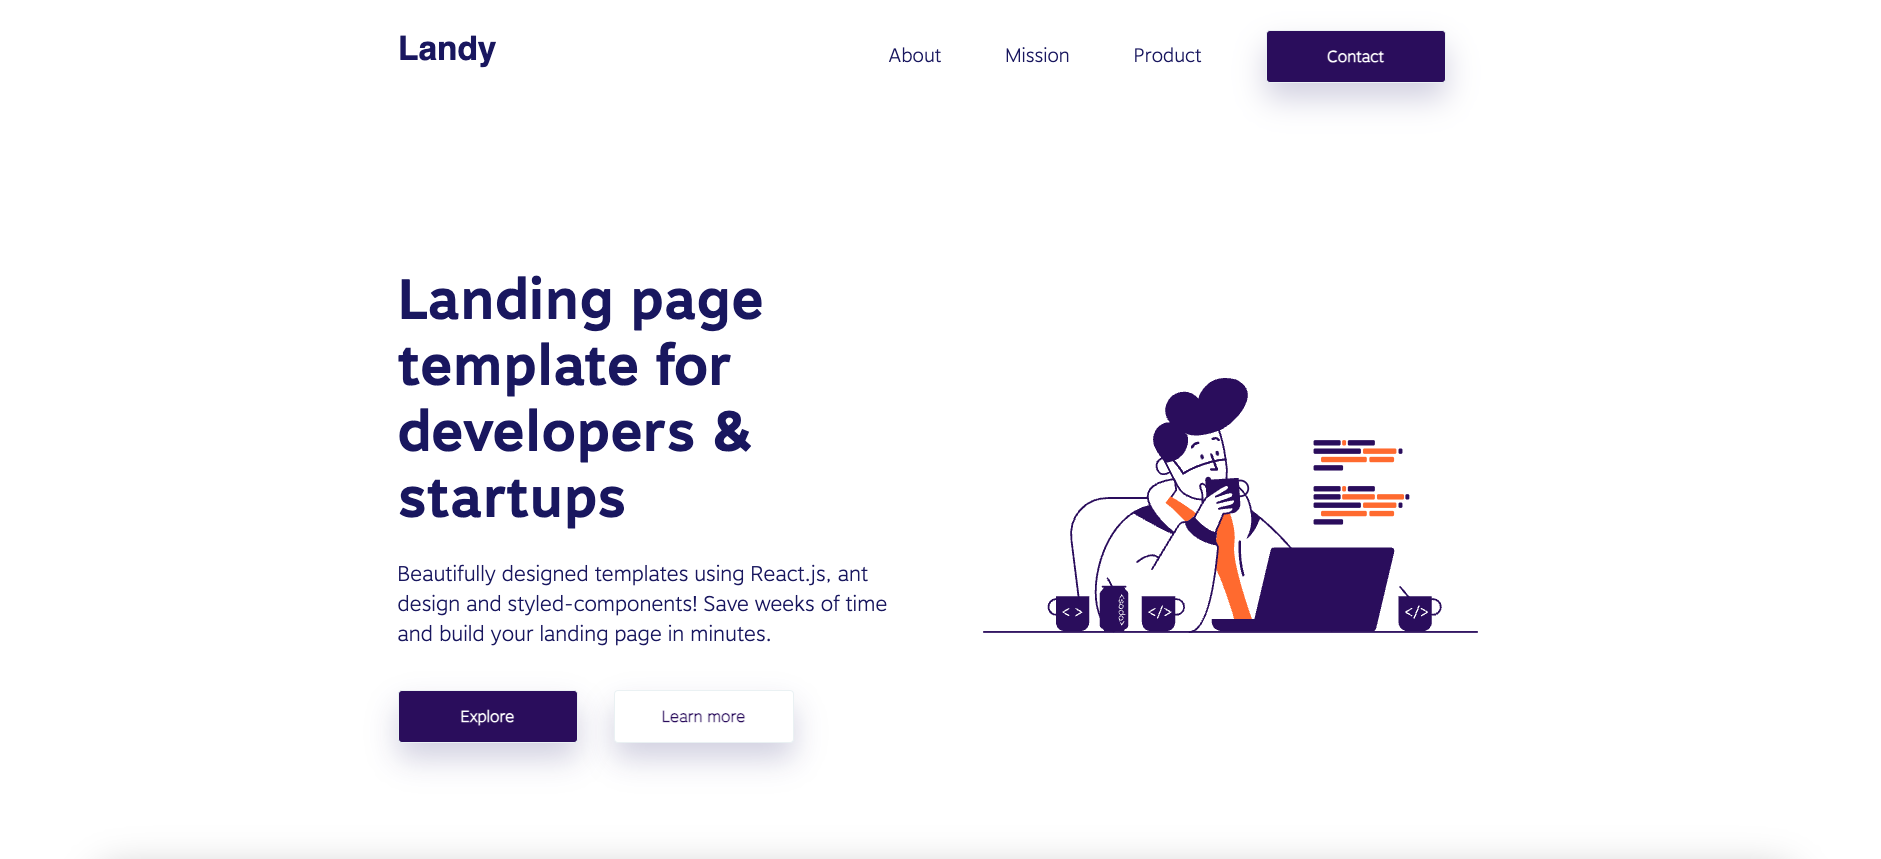 Landy
About Mission Product Contact
Landing page
template for
developers &
startups
Beautifully designed templates using React.js, ant
design and styled-components! Save weeks of time
and build your landing page in minutes.
Explore Learn more
< >
<soda>
</>
</>